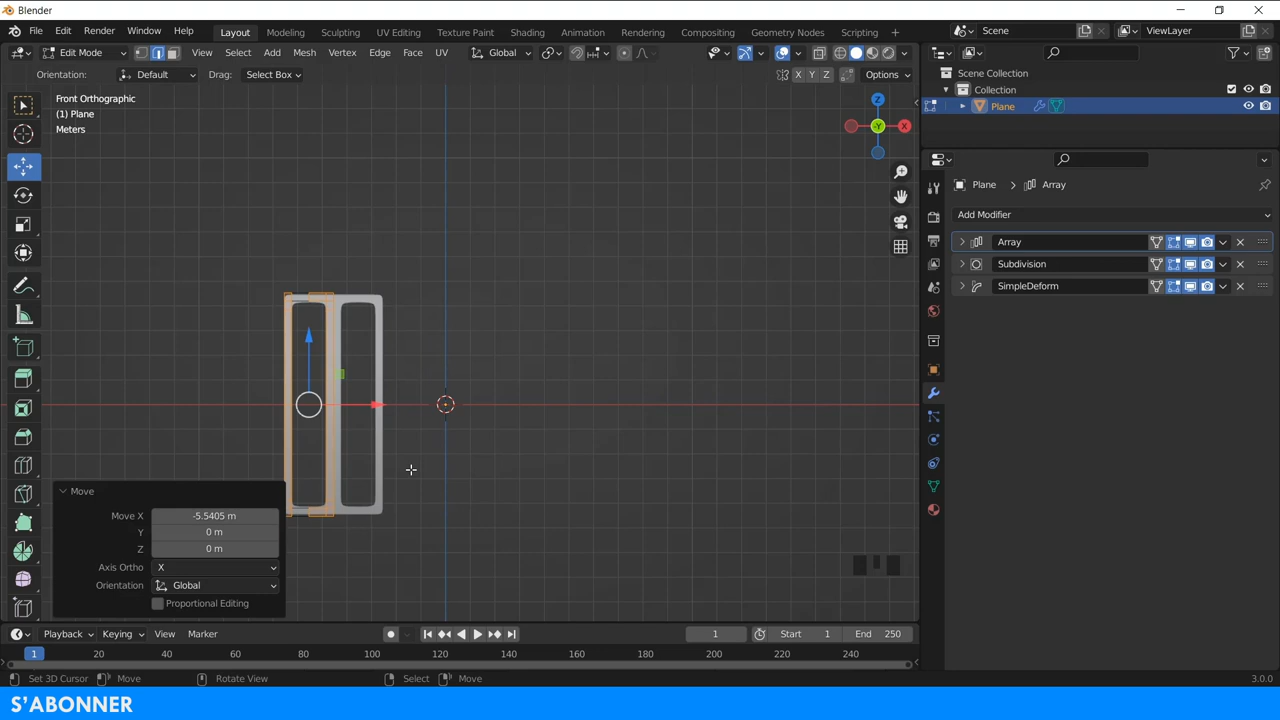 Blender
File Edit Render Window Help Layout Modeling Sculpting UV Editing Texture Paint Shading Animation Rendering Compositing Geometry Nodes Scripting Scene ViewLayer
Edit Mode View Select Add Mesh Vertex Edge Face UV Global
Orientation: Default Drag: Select Box X Y Z Options
Scene Collection
Collection
Plane
Front Orthographic
(1) Plane
Meters
Z
-Y X
Plane > Array
Add Modifier
Array
Subdivision
SimpleDeform
Move
Move X -5.5405 m
Y 0 m
Z 0 m
Axis Ortho X
Orientation Global
Proportional Editing
Playback Keying View Marker 1 Start 1 End 250
1 20 40 60 80 100 120 140 160 180 200 220 240
Set 3D Cursor Move Rotate View Select Move 3.0.0
S'ABONNER